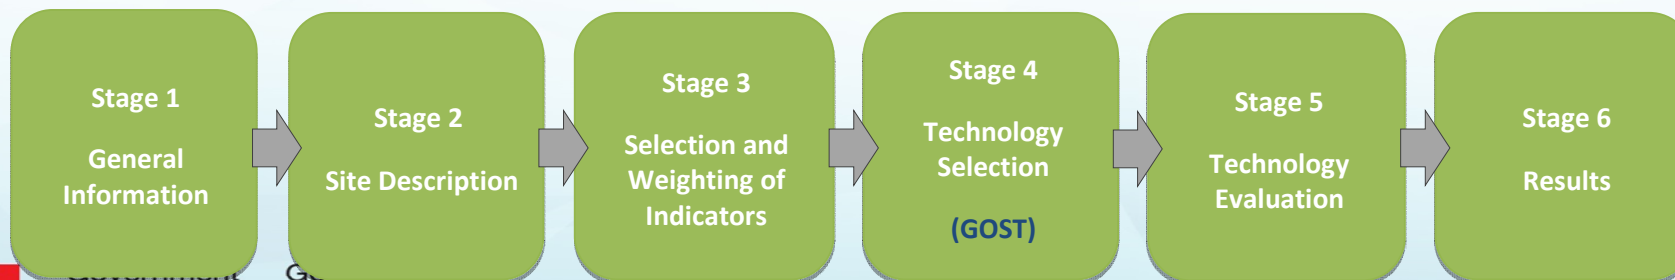 Stage 1
General
Information
Stage 2
Site Description
Stage 3
Selection and
Weighting of
Indicators
Stage 4
Technology
Selection
(GOST)
Stage 5
Technology
Evaluation
Stage 6
Results
Government